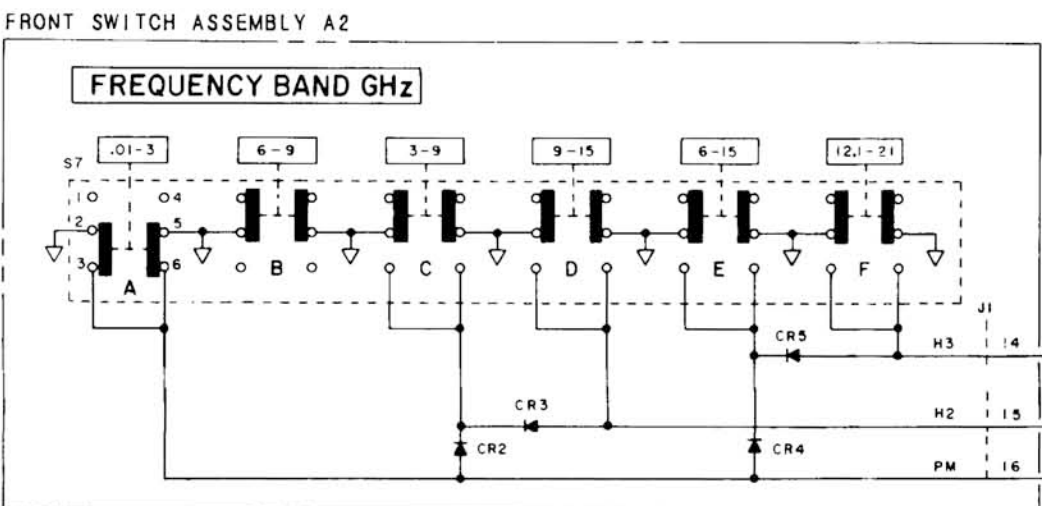 FRONT SWITCH ASSEMBLY A2
FREQUENCY BAND GHz
.01-3 6-9 3-9 9-15 6-15 12.1-21
S7
1 4
2 5
3 6
A B C D E F
J1
CR5 H3 14
CR3 H2 15
CR2 CR4
PM 16